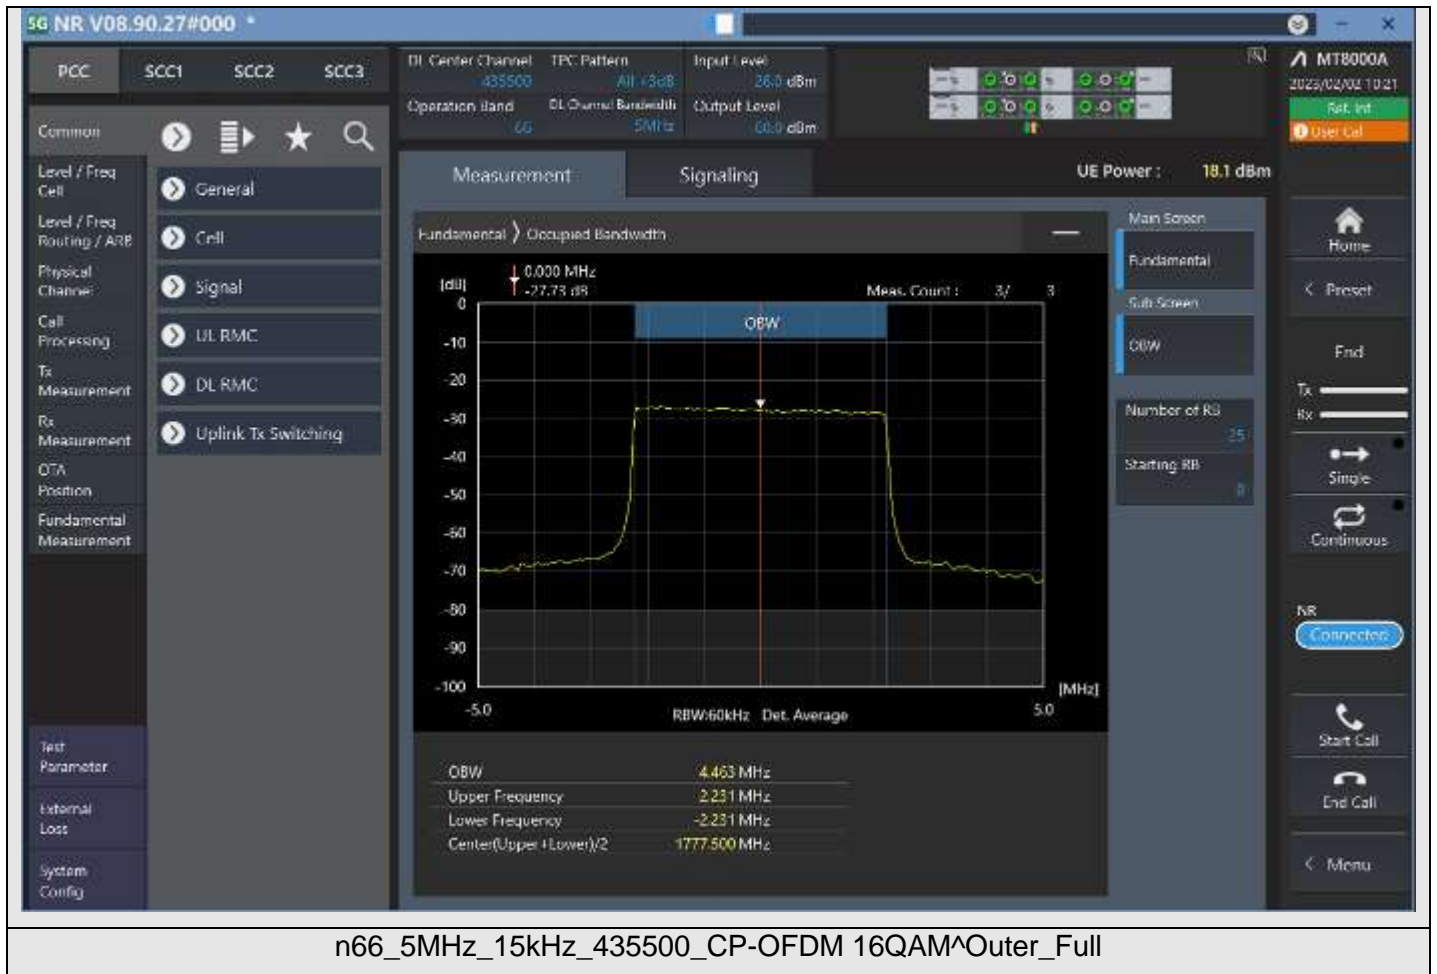 5G NR V08.90.27#000 *
PCC SCC1 SCC2 SCC3
DL Center Channel 435500
TPC Pattern All +3dB
Input Level 26.0 dBm
Operation Band 66
DL Channel Bandwidth 5MHz
Output Level -60.0 dBm
MT8000A
2023/02/02 10:21
Ref. Int
User Cal
Common
Level / Freq
Cell
Level / Freq
Routing / ARB
Physical
Channel
Call
Processing
Tx
Measurement
Rx
Measurement
OTA
Position
Fundamental
Measurement
Test
Parameter
External
Loss
System
Config
General
Cell
Signal
UL RMC
DL RMC
Uplink Tx Switching
Measurement Signaling
UE Power : 18.1 dBm
Fundamental Occupied Bandwidth
[dB]
0.000 MHz
-27.73 dB
Meas. Count : 3/ 3
OBW
0
-10
-20
-30
-40
-50
-60
-70
-80
-90
-100
-5.0
RBW:60kHz Det. Average
5.0
[MHz]
OBW 4.463 MHz
Upper Frequency 2.231 MHz
Lower Frequency -2.231 MHz
Center(Upper+Lower)/2 1777.500 MHz
Main Screen
Fundamental
Sub Screen
OBW
Number of RB
25
Starting RB
0
Home
< Preset
End
Tx
Rx
Single
Continuous
NR
Connected
Start Call
End Call
< Menu
n66_5MHz_15kHz_435500_CP-OFDM 16QAM^Outer_Full